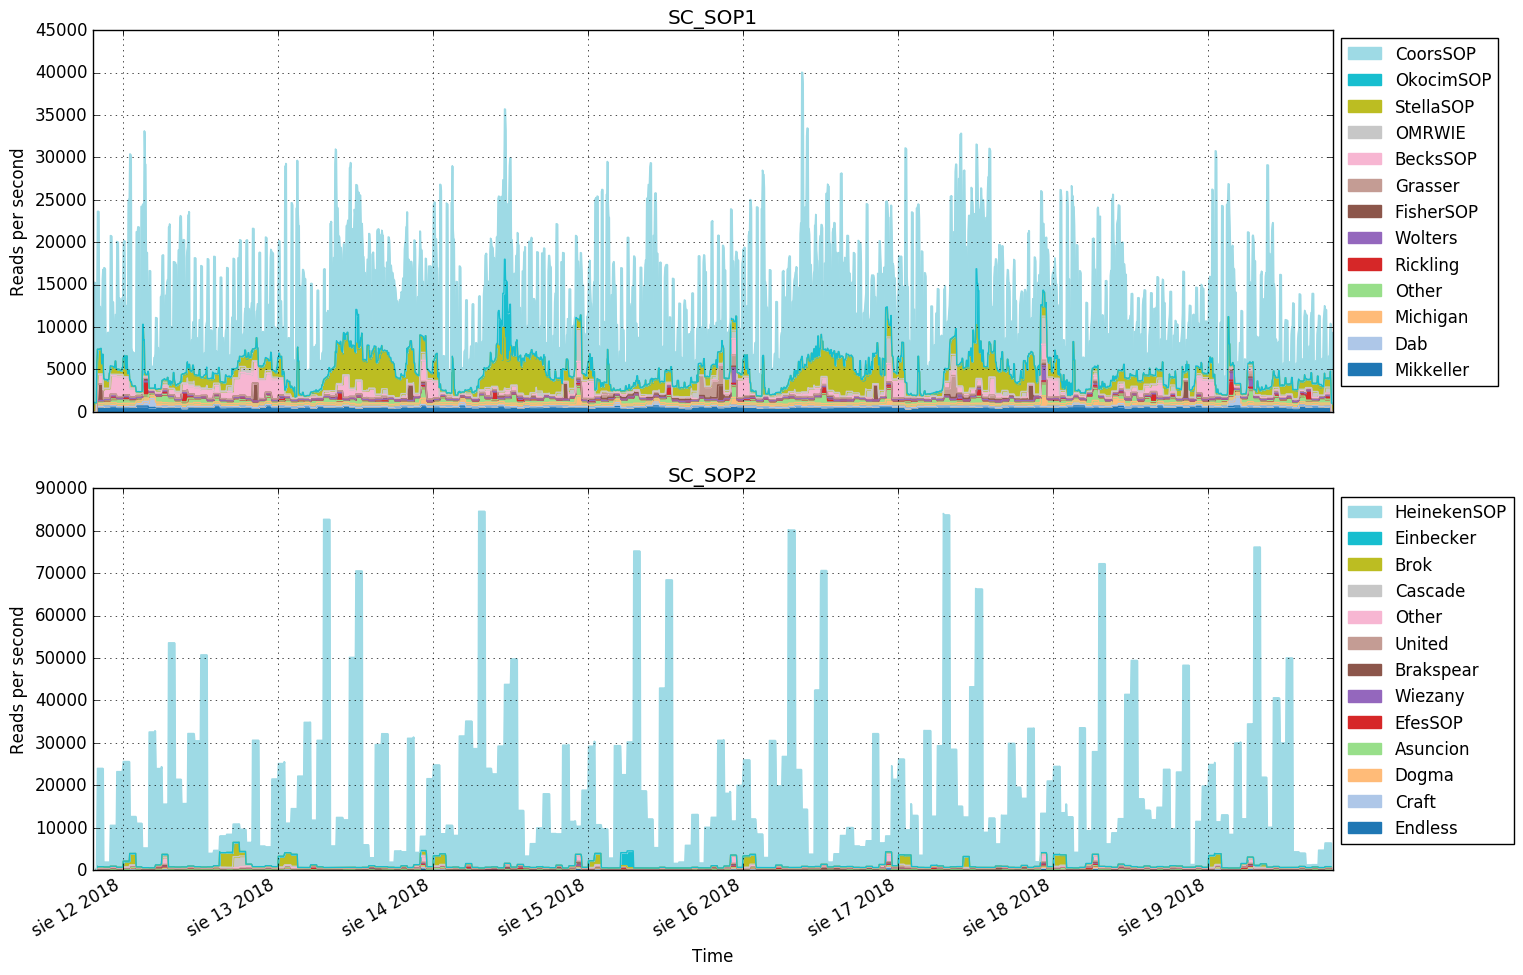 SC_SOP1
45000
40000
35000
30000
25000
20000
15000
10000
5000
0
Reads per second
CoorsSOP
OkocimSOP
StellaSOP
OMRWIE
BecksSOP
Grasser
FisherSOP
Wolters
Rickling
Other
Michigan
Dab
Mikkeller
SC_SOP2
90000
80000
70000
60000
50000
40000
30000
20000
10000
0
Reads per second
HeinekenSOP
Einbecker
Brok
Cascade
Other
United
Brakspear
Wiezany
EfesSOP
Asuncion
Dogma
Craft
Endless
sie 12 2018
sie 13 2018
sie 14 2018
sie 15 2018
sie 16 2018
sie 17 2018
sie 18 2018
sie 19 2018
Time